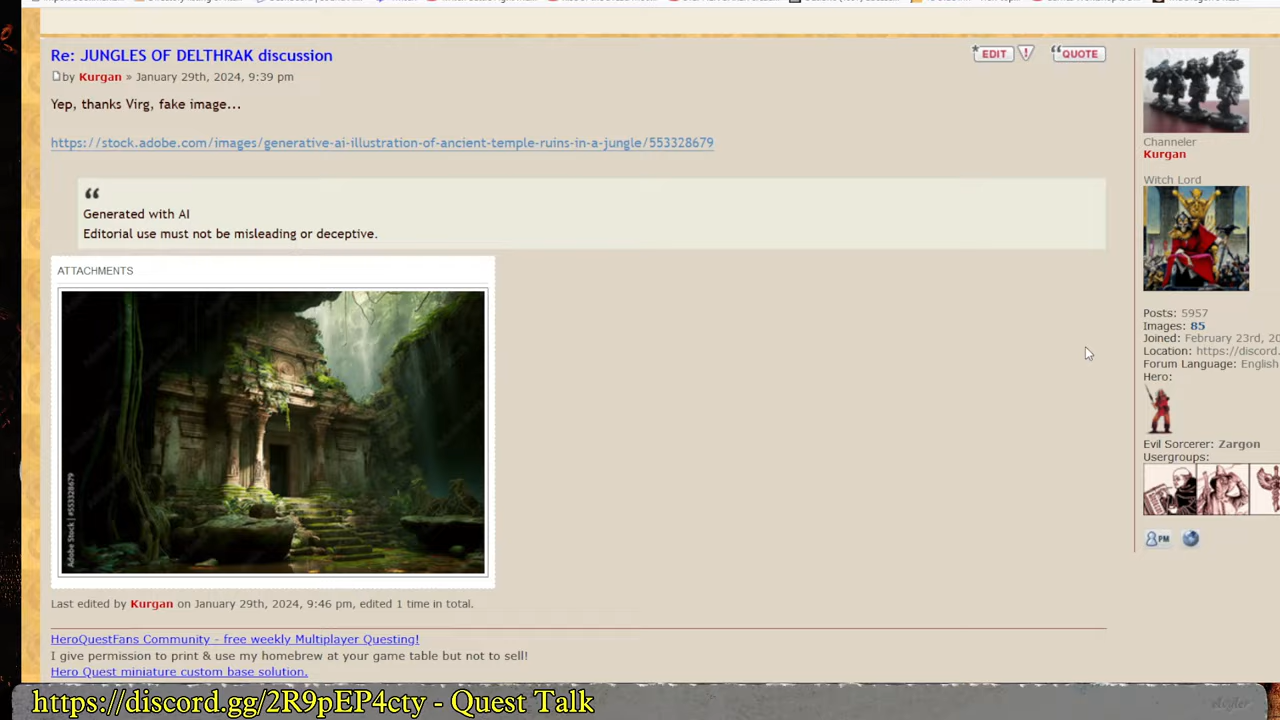 Re: JUNGLES OF DELTHRAK discussion
EDIT
!
QUOTE
by Kurgan » January 29th, 2024, 9:39 pm
Yep, thanks Virg, fake image...
https://stock.adobe.com/images/generative-ai-illustration-of-ancient-temple-ruins-in-a-jungle/553328679
Generated with AI
Editorial use must not be misleading or deceptive.
ATTACHMENTS
Adobe Stock | #553328679
Last edited by Kurgan on January 29th, 2024, 9:46 pm, edited 1 time in total.
HeroQuestFans Community - free weekly Multiplayer Questing!
I give permission to print & use my homebrew at your game table but not to sell!
Hero Quest miniature custom base solution.
Channeler
Kurgan
Witch Lord
Posts: 5957
Images: 85
Joined: February 23rd, 20
Location: https://discord.
Forum Language: English
Hero:
Evil Sorcerer: Zargon
Usergroups:
PM
https://discord.gg/2R9pEP4cty - Quest Talk